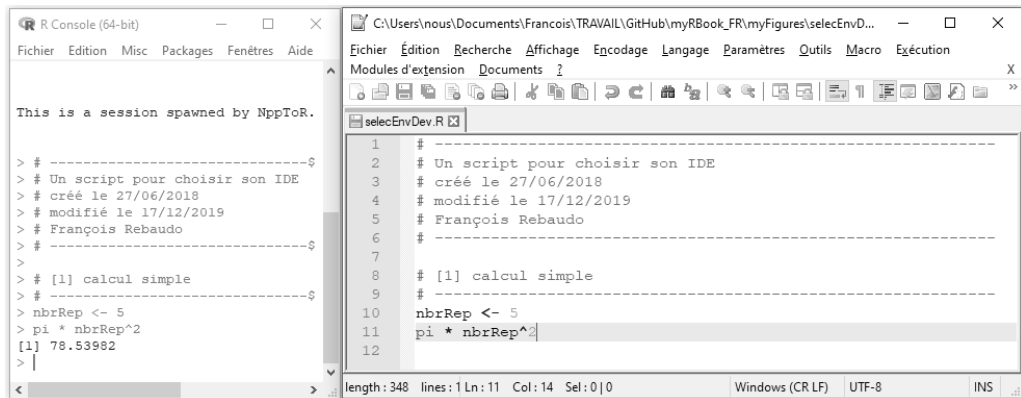 R Console (64-bit)
Fichier Edition Misc Packages Fenêtres Aide
This is a session spawned by NppToR.
> # --------------------------------$
> # Un script pour choisir son IDE
> # créé le 27/06/2018
> # modifié le 17/12/2019
> # François Rebaudo
> # --------------------------------$
>
> # [1] calcul simple
> # --------------------------------$
> nbrRep <- 5
> pi * nbrRep^2
[1] 78.53982
>
C:\Users\nous\Documents\Francois\TRAVAIL\GitHub\myRBook_FR\myFigures\selecEnvD...
Fichier Édition Recherche Affichage Encodage Langage Paramètres Outils Macro Exécution
Modules d'extension Documents ? X
selecEnvDev.R
1 # ------------------------------------------------------------
2 # Un script pour choisir son IDE
3 # créé le 27/06/2018
4 # modifié le 17/12/2019
5 # François Rebaudo
6 # ------------------------------------------------------------
7
8 # [1] calcul simple
9 # ------------------------------------------------------------
10 nbrRep <- 5
11 pi * nbrRep^2
12
length : 348 lines : 1 Ln : 11 Col : 14 Sel : 0 | 0 Windows (CR LF) UTF-8 INS